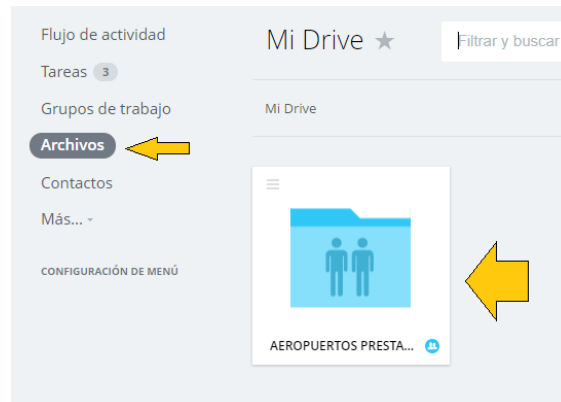 Flujo de actividad
Tareas 3
Grupos de trabajo
Archivos
Contactos
Más...
CONFIGURACIÓN DE MENÚ
Mi Drive
Filtrar y buscar
Mi Drive
AEROPUERTOS PRESTA...